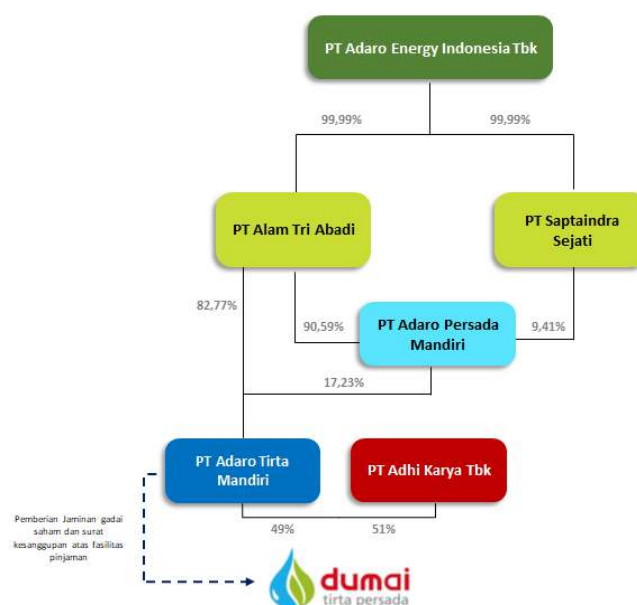 PT Adaro Energy Indonesia Tbk
99,99%
99,99%
PT Alam Tri Abadi
PT Saptaindra
Sejati
82,77%
90,59%
PT Adaro Persada
Mandiri
9,41%
17,23%
PT Adaro Tirta
Mandiri
PT Adhi Karya Tbk
Pemberian Jaminan gadai
saham dan surat
kesanggupan atas fasilitas
pinjaman
49%
51%
dumai
tirta persada